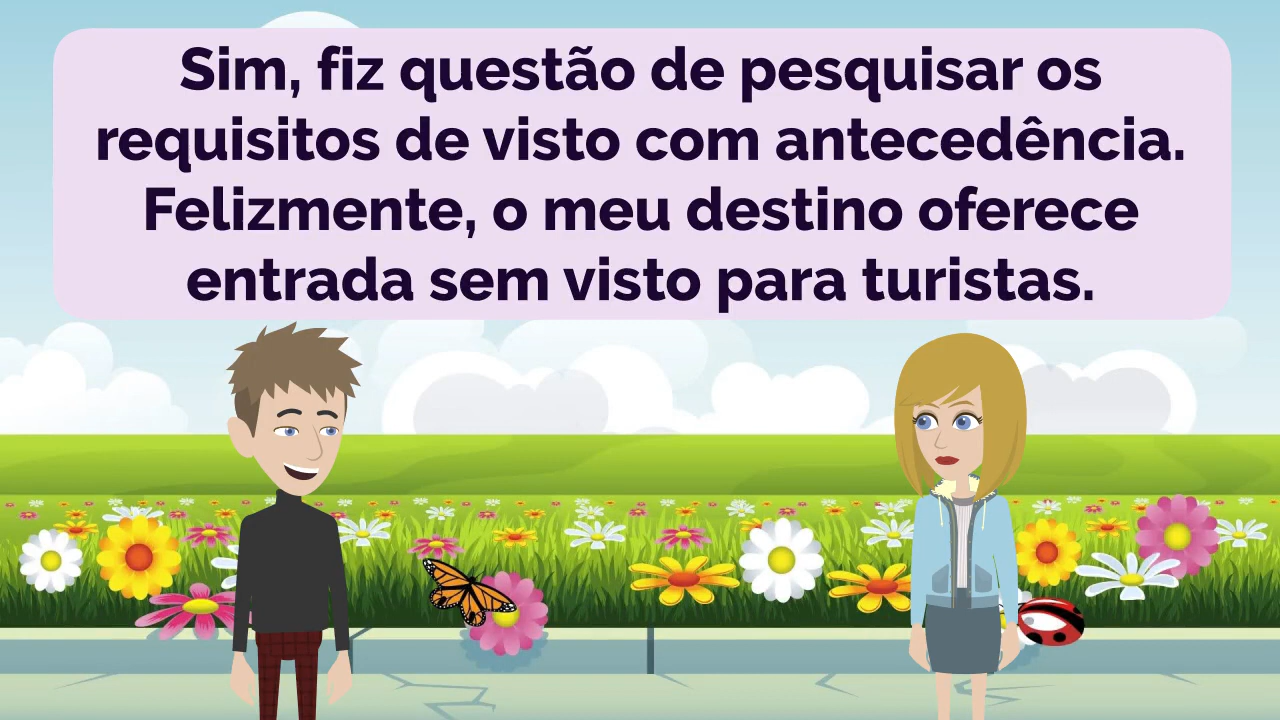 Sim, fiz questão de pesquisar os
requisitos de visto com antecedência.
Felizmente, o meu destino oferece
entrada sem visto para turistas.